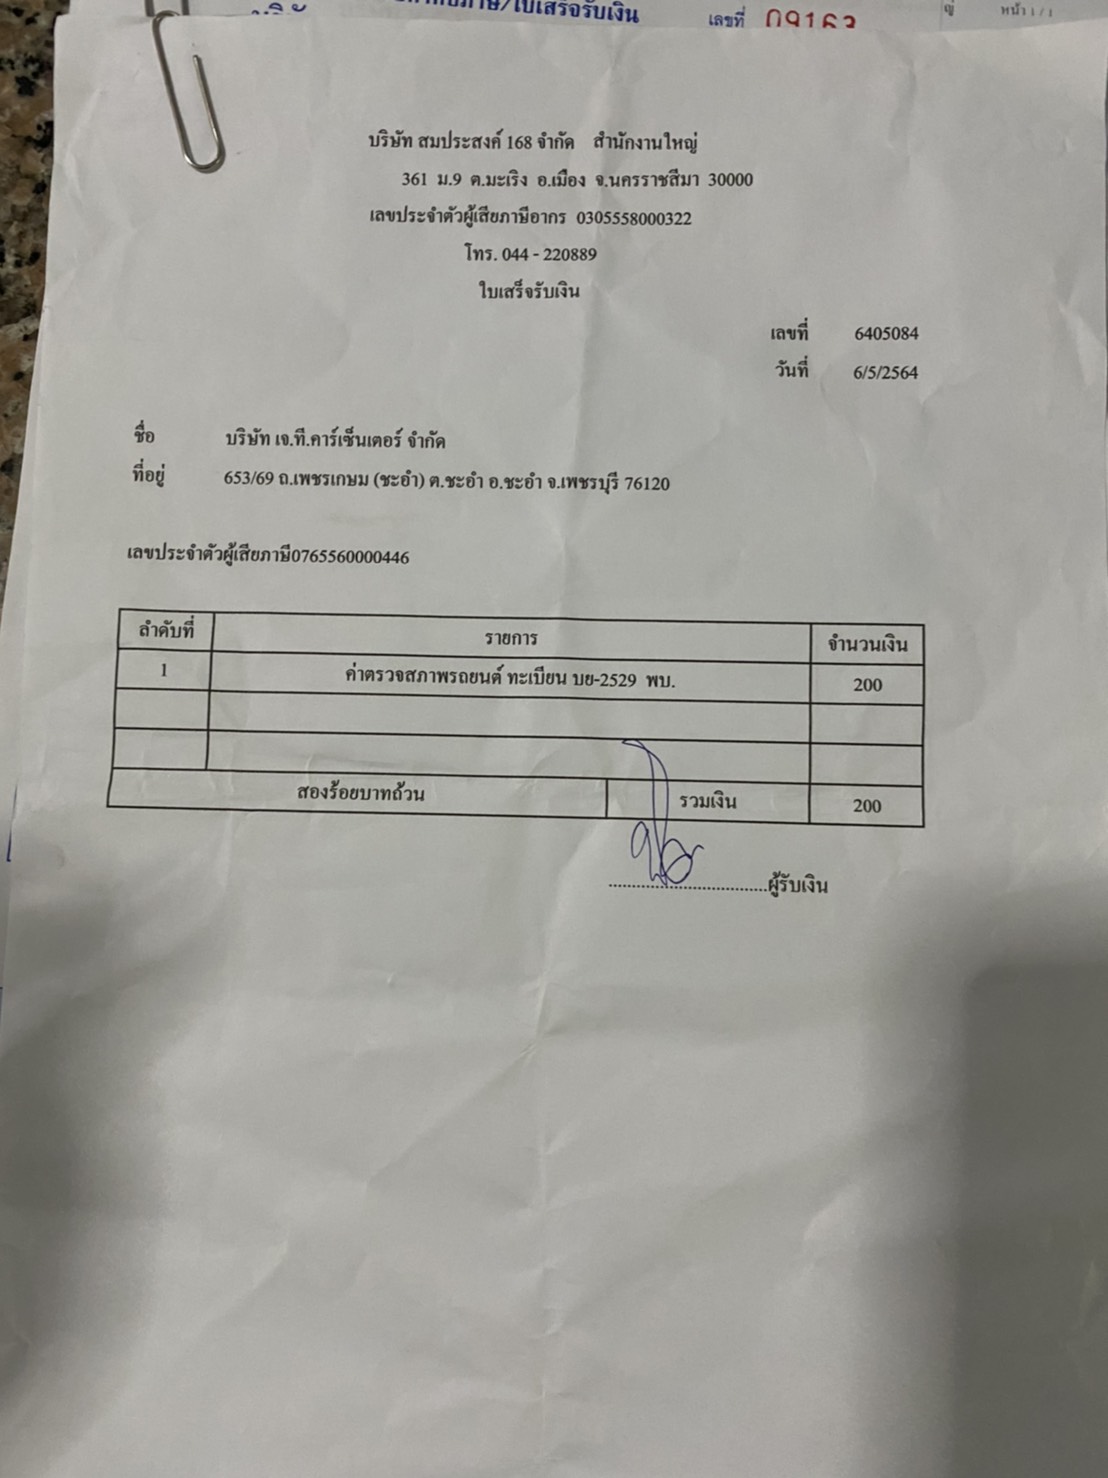 ใบเสร็จรับเงิน เลขที่ 09163 หน้า 1 / 1
บริษัท สมประสงค์ 168 จำกัด สำนักงานใหญ่
361 ม.9 ต.มะเริง อ.เมือง จ.นครราชสีมา 30000
เลขประจำตัวผู้เสียภาษีอากร 0305558000322
โทร. 044 - 220889
ใบเสร็จรับเงิน
เลขที่ 6405084
วันที่ 6/5/2564
ชื่อ บริษัท เจ.ที.คาร์เซ็นเตอร์ จำกัด
ที่อยู่ 653/69 ถ.เพชรเกษม (ชะอำ) ต.ชะอำ อ.ชะอำ จ.เพชรบุรี 76120
เลขประจำตัวผู้เสียภาษี0765560000446
ลำดับที่ รายการ จำนวนเงิน
1 ค่าตรวจสภาพรถยนต์ ทะเบียน บย-2529 พบ. 200
สองร้อยบาทถ้วน รวมเงิน 200
......................................ผู้รับเงิน